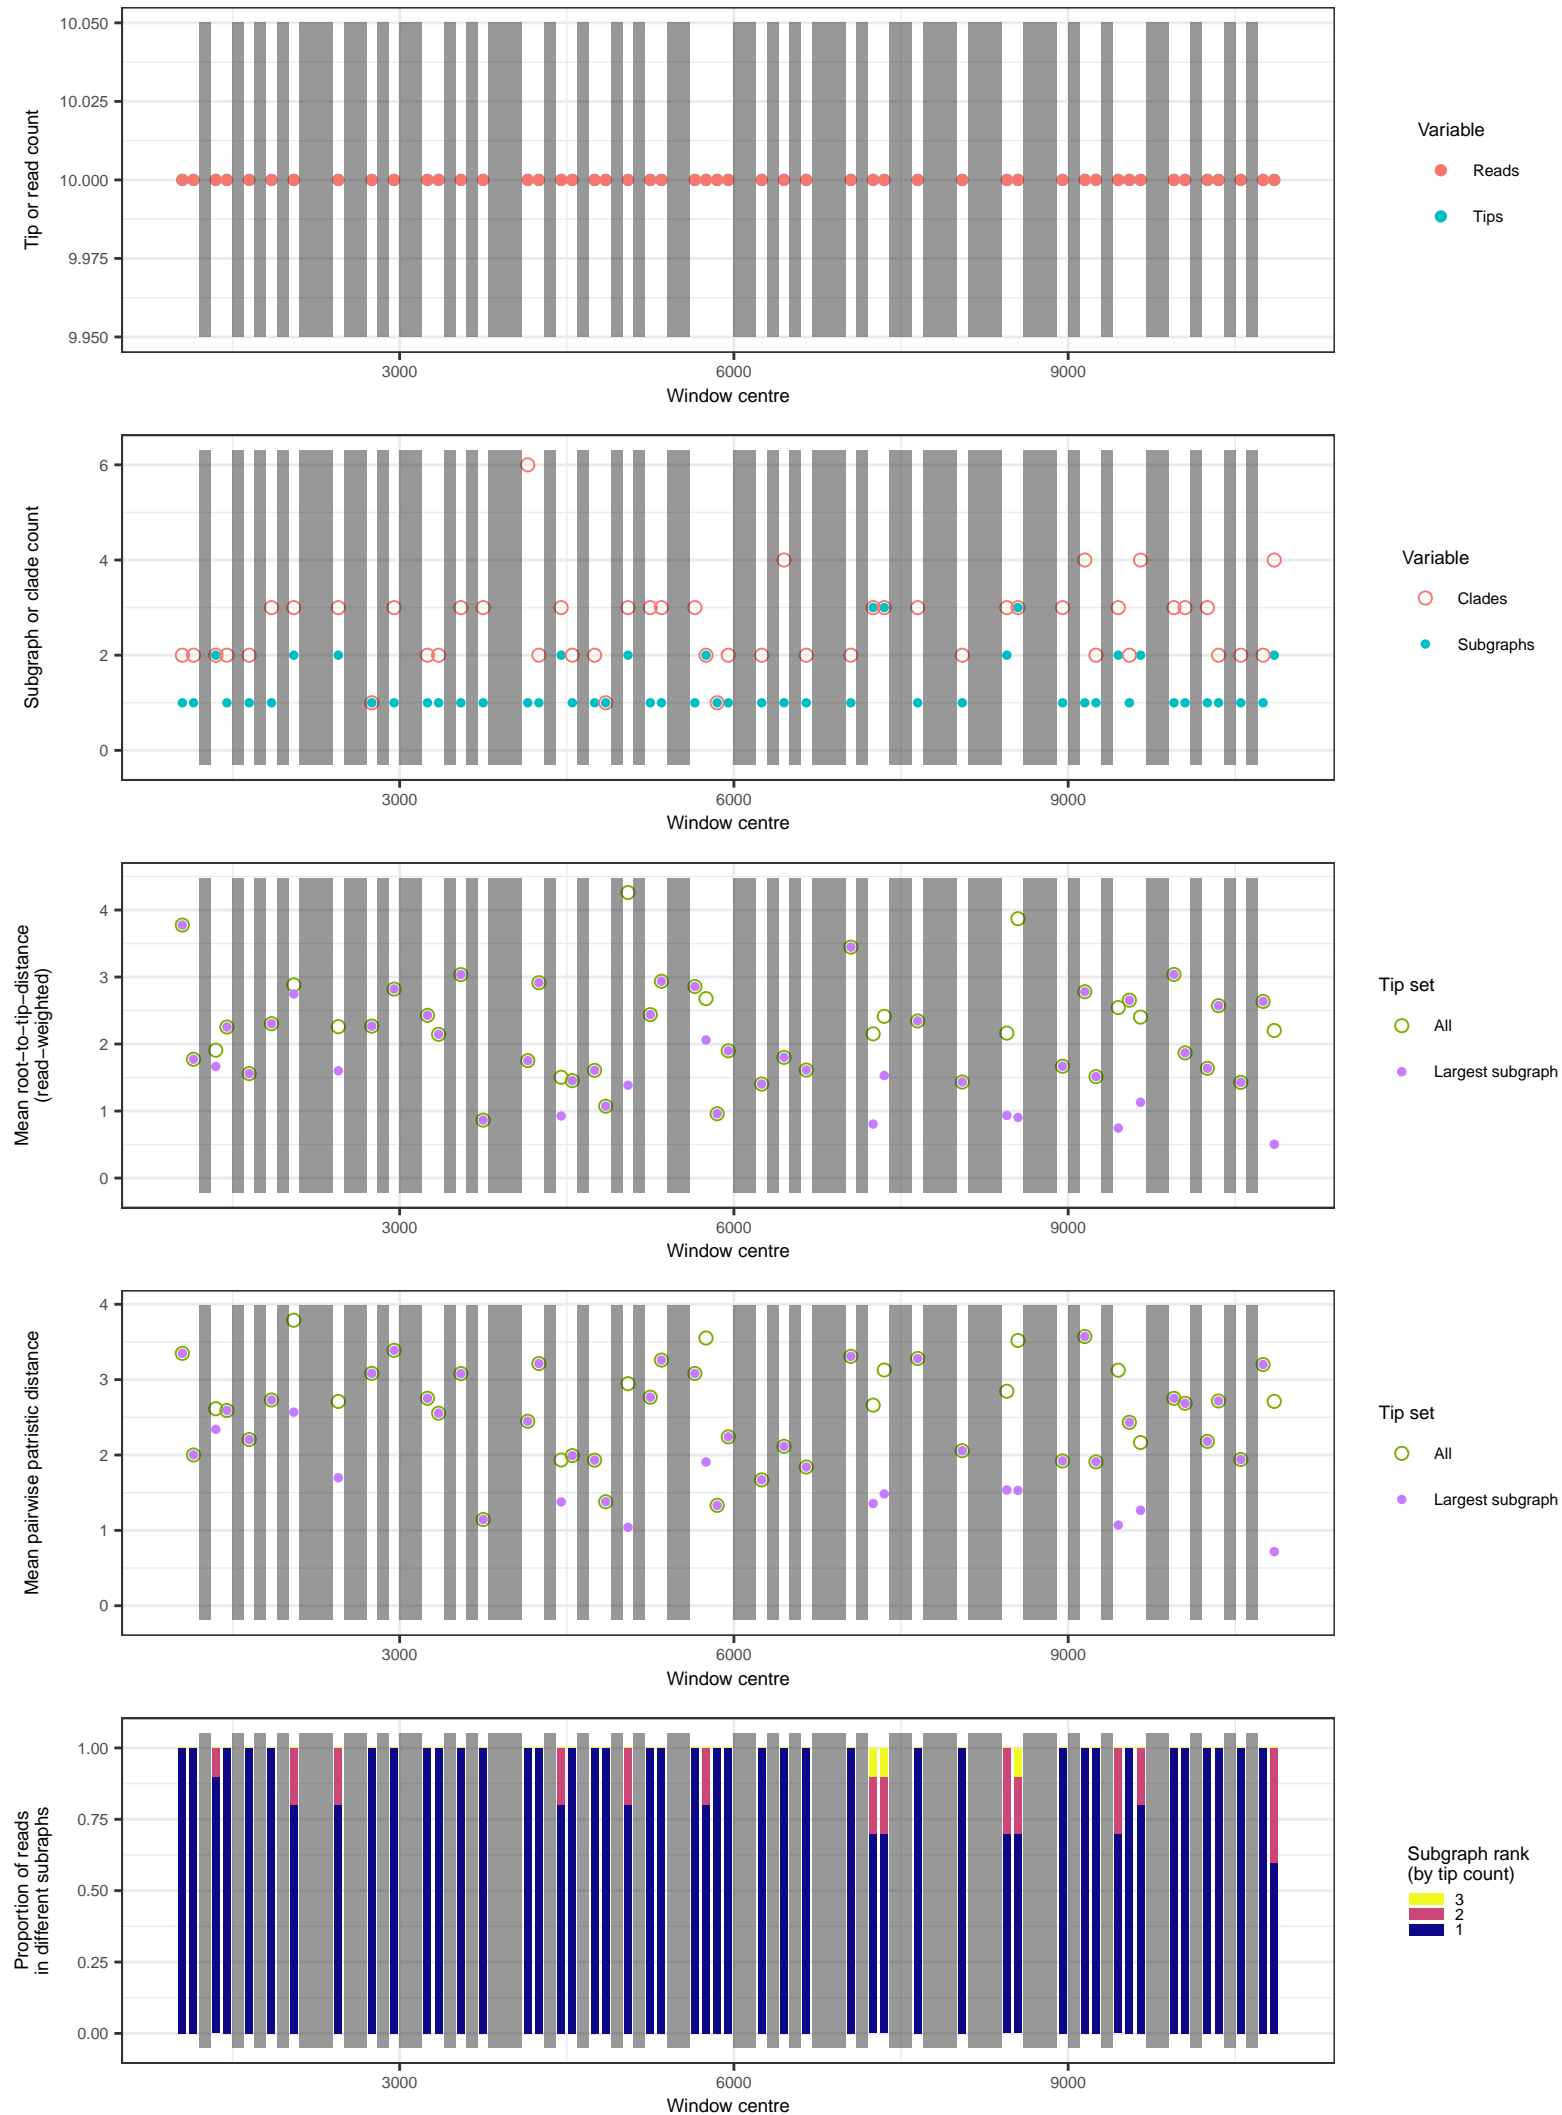 10.050
10.025
10.000
9.975
9.950
Tip or read count
3000
6000
9000
Window centre
Variable
Reads
Tips
6
4
2
0
Subgraph or clade count
3000
6000
9000
Window centre
Variable
Clades
Subgraphs
4
3
2
1
0
Mean root−to−tip−distance
(read−weighted)
3000
6000
9000
Window centre
Tip set
All
Largest subgraph
4
3
2
1
0
Mean pairwise patristic distance
3000
6000
9000
Window centre
Tip set
All
Largest subgraph
1.00
0.75
0.50
0.25
0.00
Proportion of reads
in different subraphs
3000
6000
9000
Window centre
Subgraph rank
(by tip count)
3
2
1